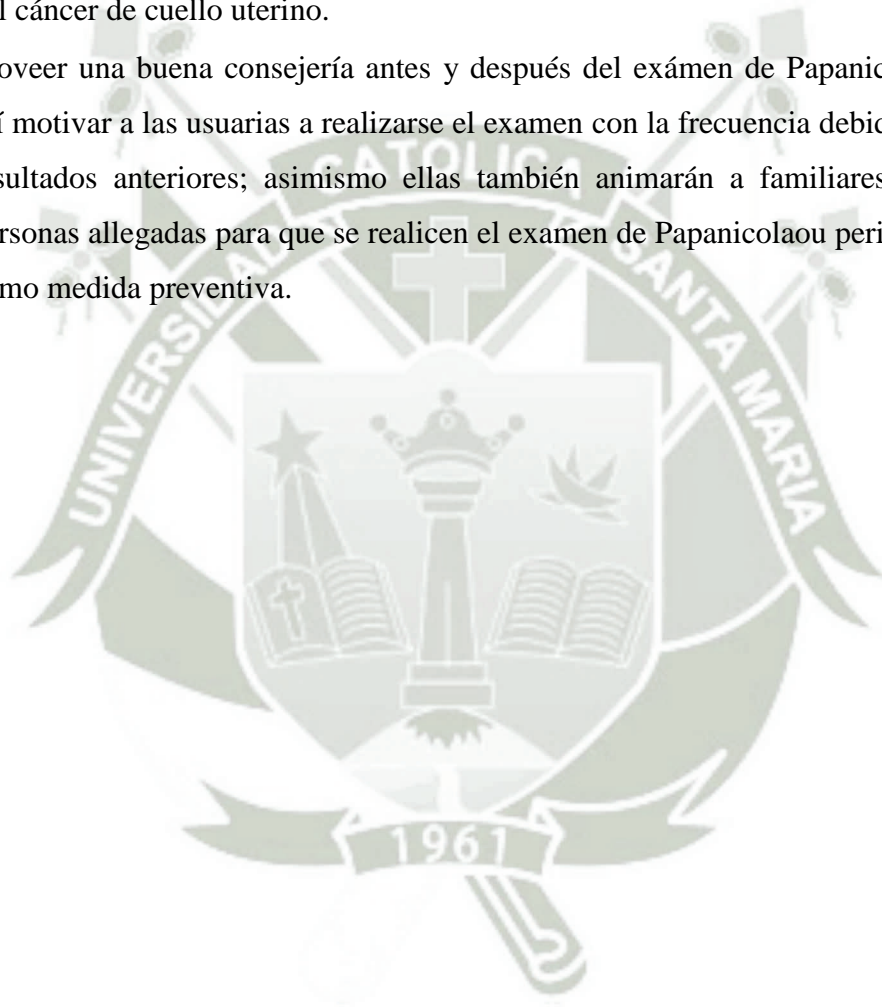 l cáncer de cuello uterino.
oveer una buena consejería antes y después del exámen de Papanic
í motivar a las usuarias a realizarse el examen con la frecuencia debid
sultados anteriores; asimismo ellas también animarán a familiares
rsonas allegadas para que se realicen el examen de Papanicolaou peri
mo medida preventiva.
UNIVERSIDAD CATOLICA SANTA MARIA
1961